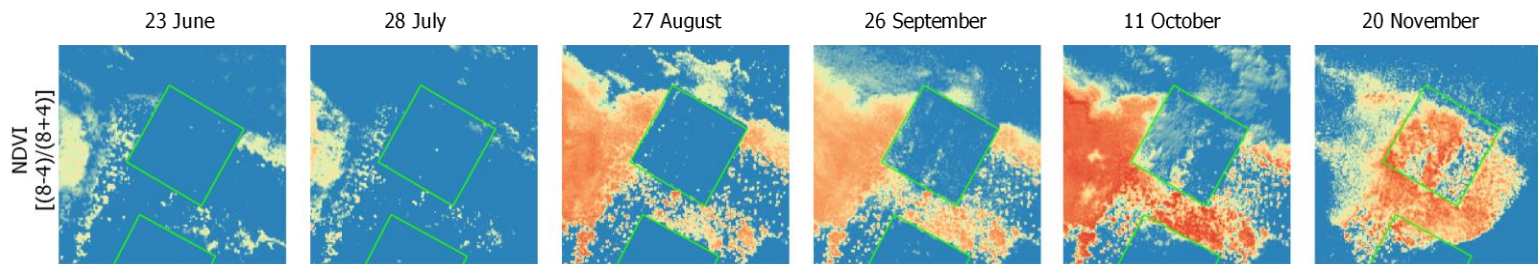 23 June
28 July
27 August
26 September
11 October
20 November
NDVI
[(8-4)/(8+4)]